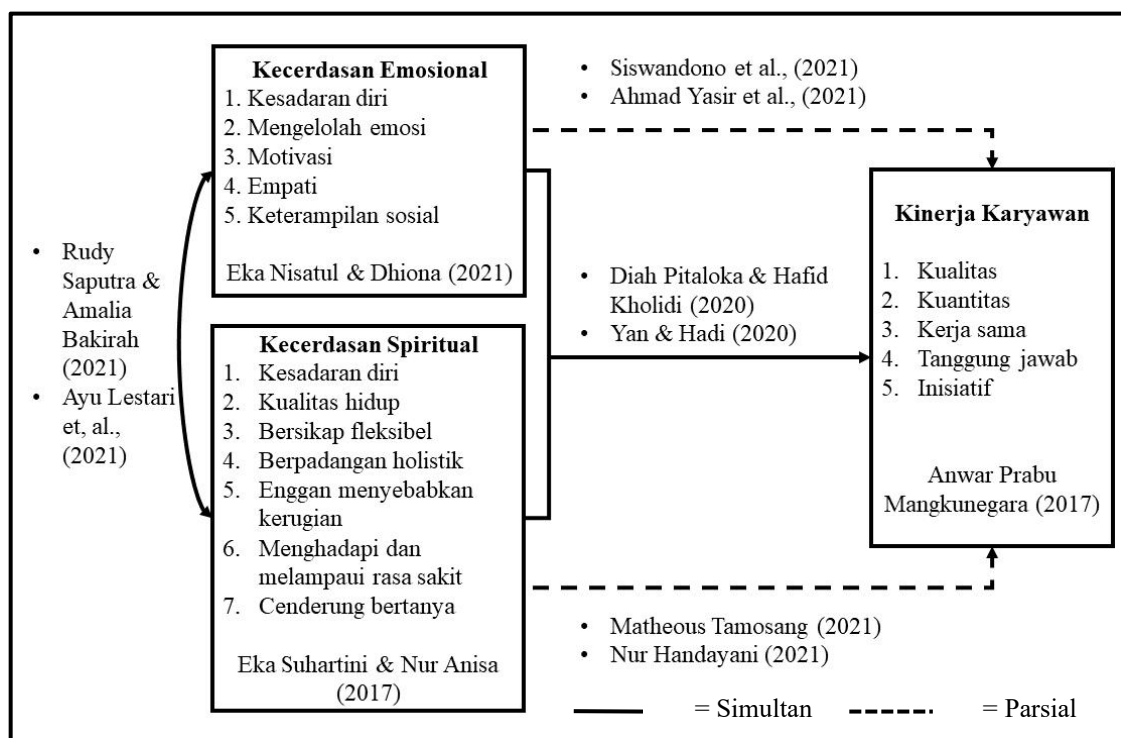 Kecerdasan Emosional
1. Kesadaran diri
2. Mengelolah emosi
3. Motivasi
4. Empati
5. Keterampilan sosial
Eka Nisatul & Dhiona (2021)
• Siswandono et al., (2021)
• Ahmad Yasir et al., (2021)
• Rudy
Saputra &
Amalia
Bakirah
(2021)
• Ayu Lestari
et, al.,
(2021)
Kecerdasan Spiritual
1. Kesadaran diri
2. Kualitas hidup
3. Bersikap fleksibel
4. Berpadangan holistik
5. Enggan menyebabkan
kerugian
6. Menghadapi dan
melampaui rasa sakit
7. Cenderung bertanya
Eka Suhartini & Nur Anisa
(2017)
• Diah Pitaloka & Hafid
Kholidi (2020)
• Yan & Hadi (2020)
Kinerja Karyawan
1. Kualitas
2. Kuantitas
3. Kerja sama
4. Tanggung jawab
5. Inisiatif
Anwar Prabu
Mangkunegara (2017)
• Matheous Tamosang (2021)
• Nur Handayani (2021)
= Simultan
= Parsial